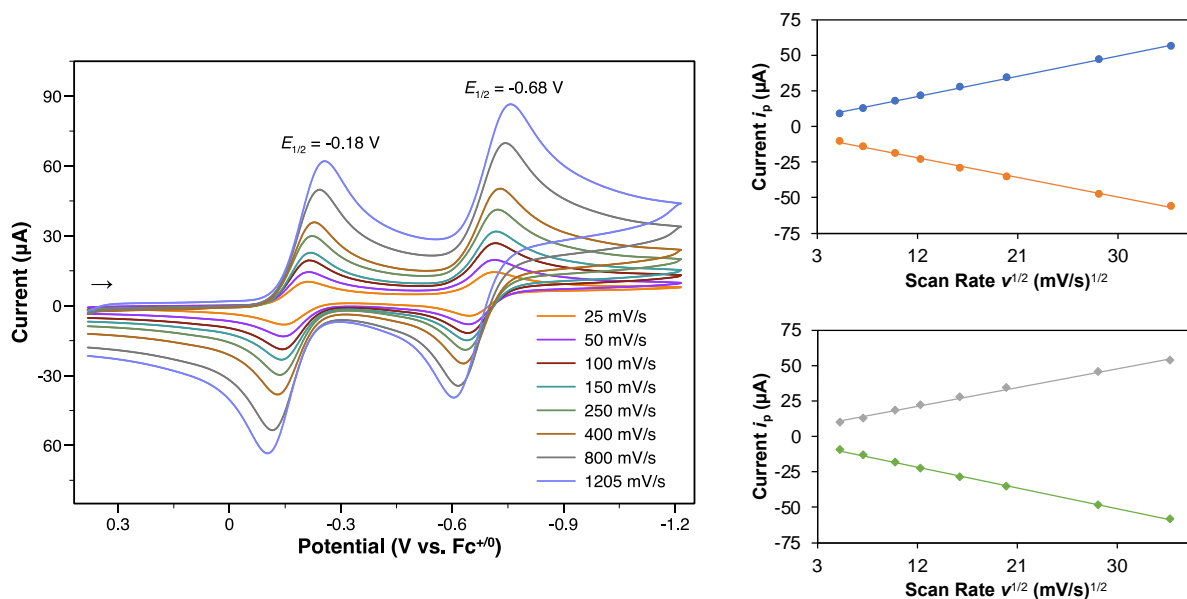 E1/2 = -0.68 V
E1/2 = -0.18 V
90
60
30
0
-30
60
Current (µA)
→
25 mV/s
50 mV/s
100 mV/s
150 mV/s
250 mV/s
400 mV/s
800 mV/s
1205 mV/s
0.3 0 -0.3 -0.6 -0.9 -1.2
Potential (V vs. Fc+/0)
75
50
25
0
-25
-50
-75
Current ip (µA)
3 12 21 30
Scan Rate v1/2 (mV/s)1/2
75
50
25
0
-25
-50
-75
Current ip (µA)
3 12 21 30
Scan Rate v1/2 (mV/s)1/2